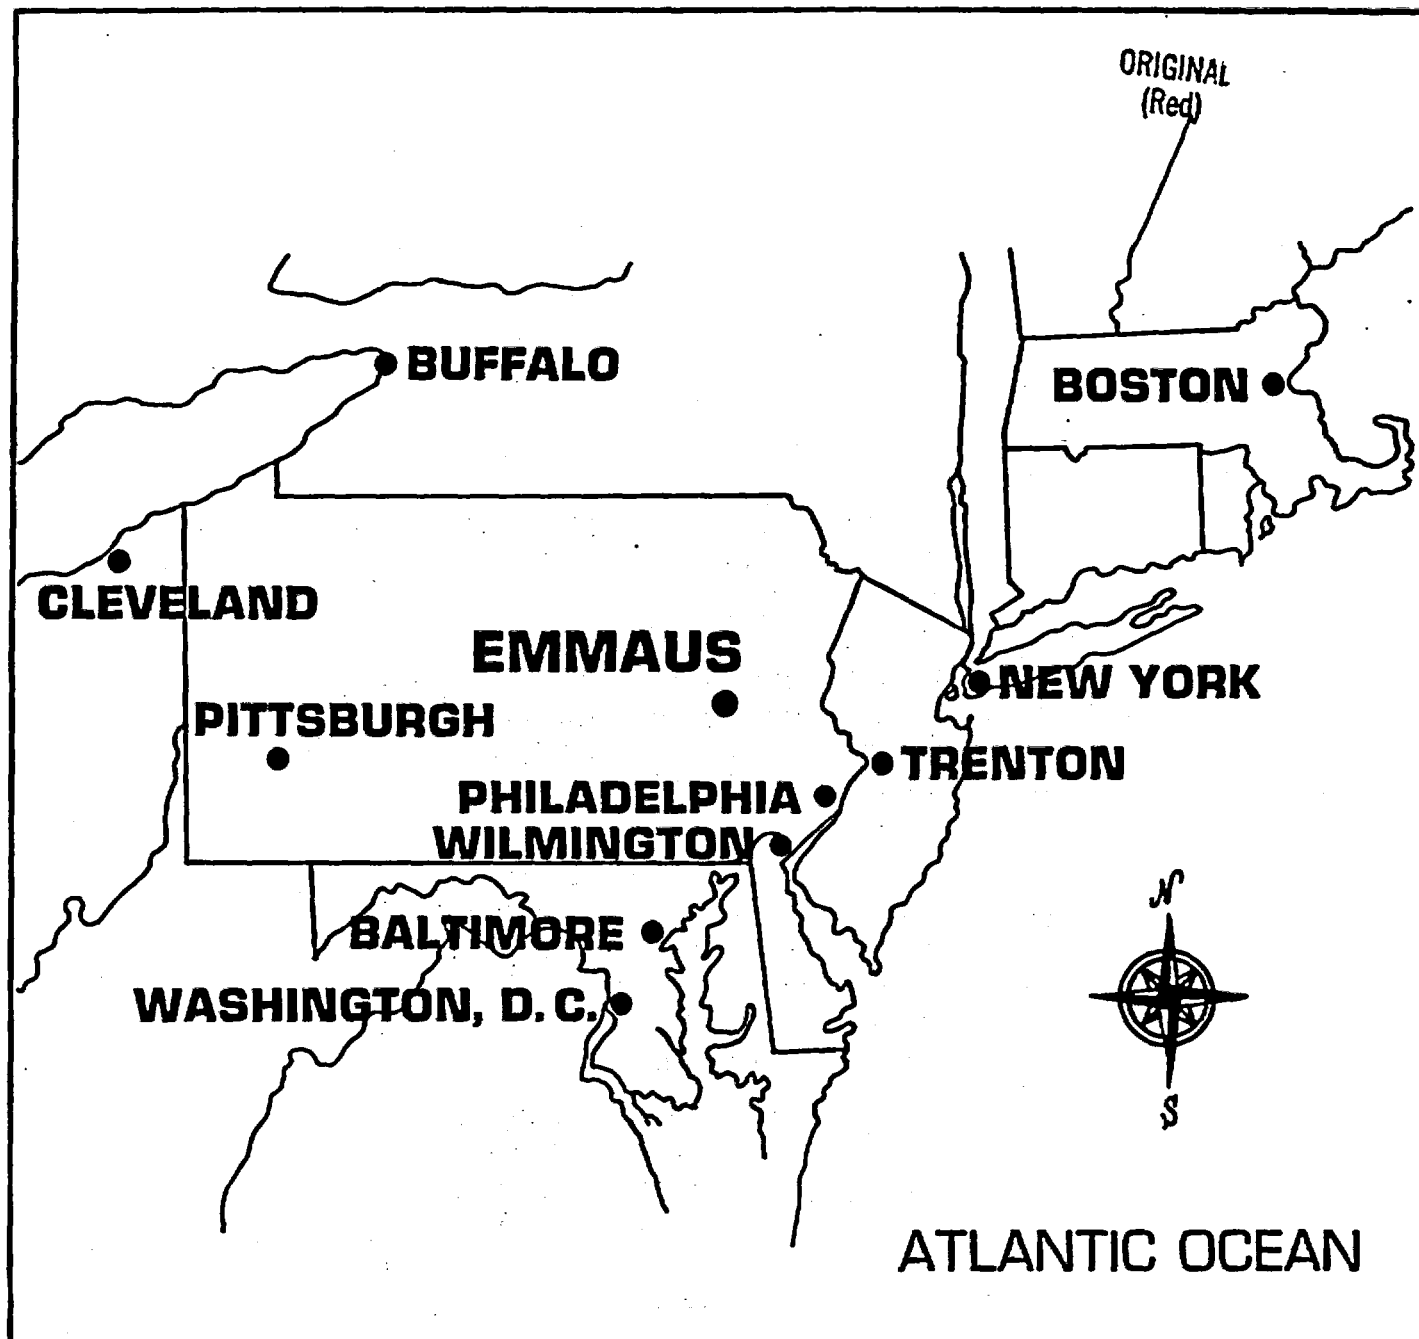 ORIGINAL
(Red)
BUFFALO
BOSTON
CLEVELAND
EMMAUS
NEW YORK
PITTSBURGH
TRENTON
PHILADELPHIA
WILMINGTON
N
BALTIMORE
WASHINGTON, D.C.
S
ATLANTIC OCEAN